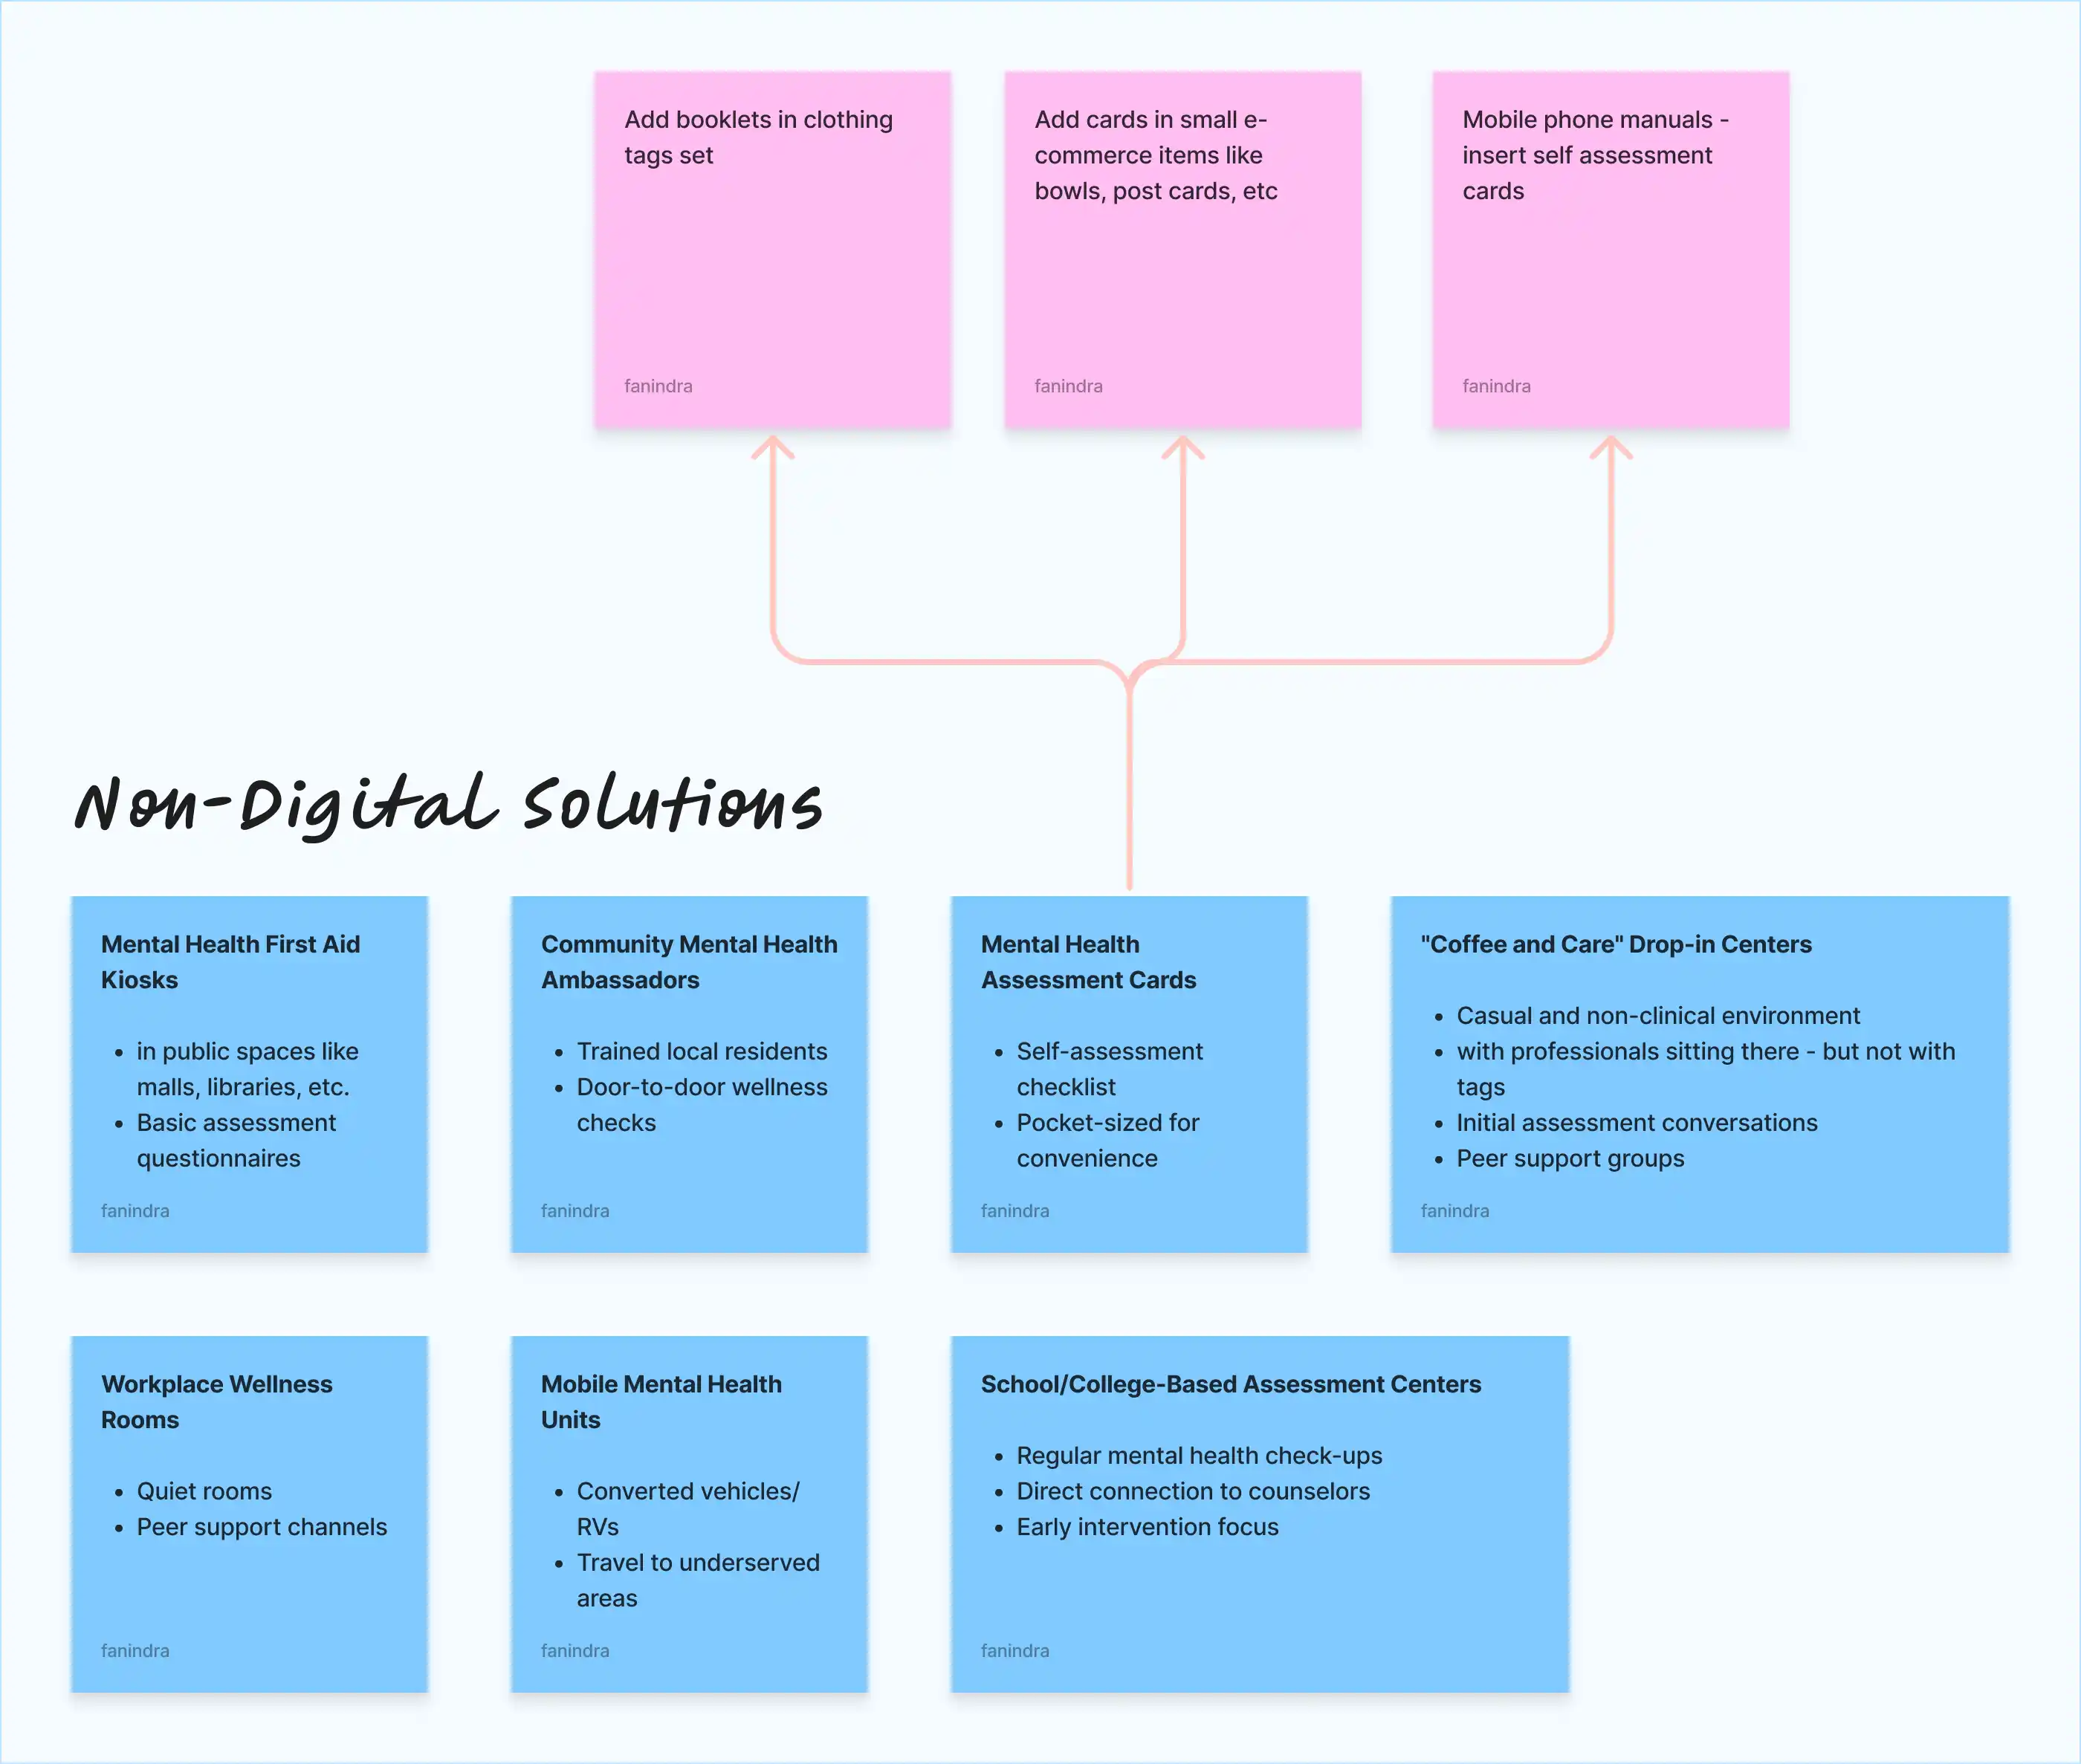 Add booklets in clothing
tags set
fanindra
Add cards in small e-
commerce items like
bowls, post cards, etc
fanindra
Mobile phone manuals -
insert self assessment
cards
fanindra
Non-Digital Solutions
Mental Health First Aid
Kiosks
• in public spaces like
malls, libraries, etc.
• Basic assessment
questionnaires
fanindra
Community Mental Health
Ambassadors
• Trained local residents
• Door-to-door wellness
checks
fanindra
Mental Health
Assessment Cards
• Self-assessment
checklist
• Pocket-sized for
convenience
fanindra
"Coffee and Care" Drop-in Centers
• Casual and non-clinical environment
• with professionals sitting there - but not with
tags
• Initial assessment conversations
• Peer support groups
fanindra
Workplace Wellness
Rooms
• Quiet rooms
• Peer support channels
fanindra
Mobile Mental Health
Units
• Converted vehicles/
RVs
• Travel to underserved
areas
fanindra
School/College-Based Assessment Centers
• Regular mental health check-ups
• Direct connection to counselors
• Early intervention focus
fanindra